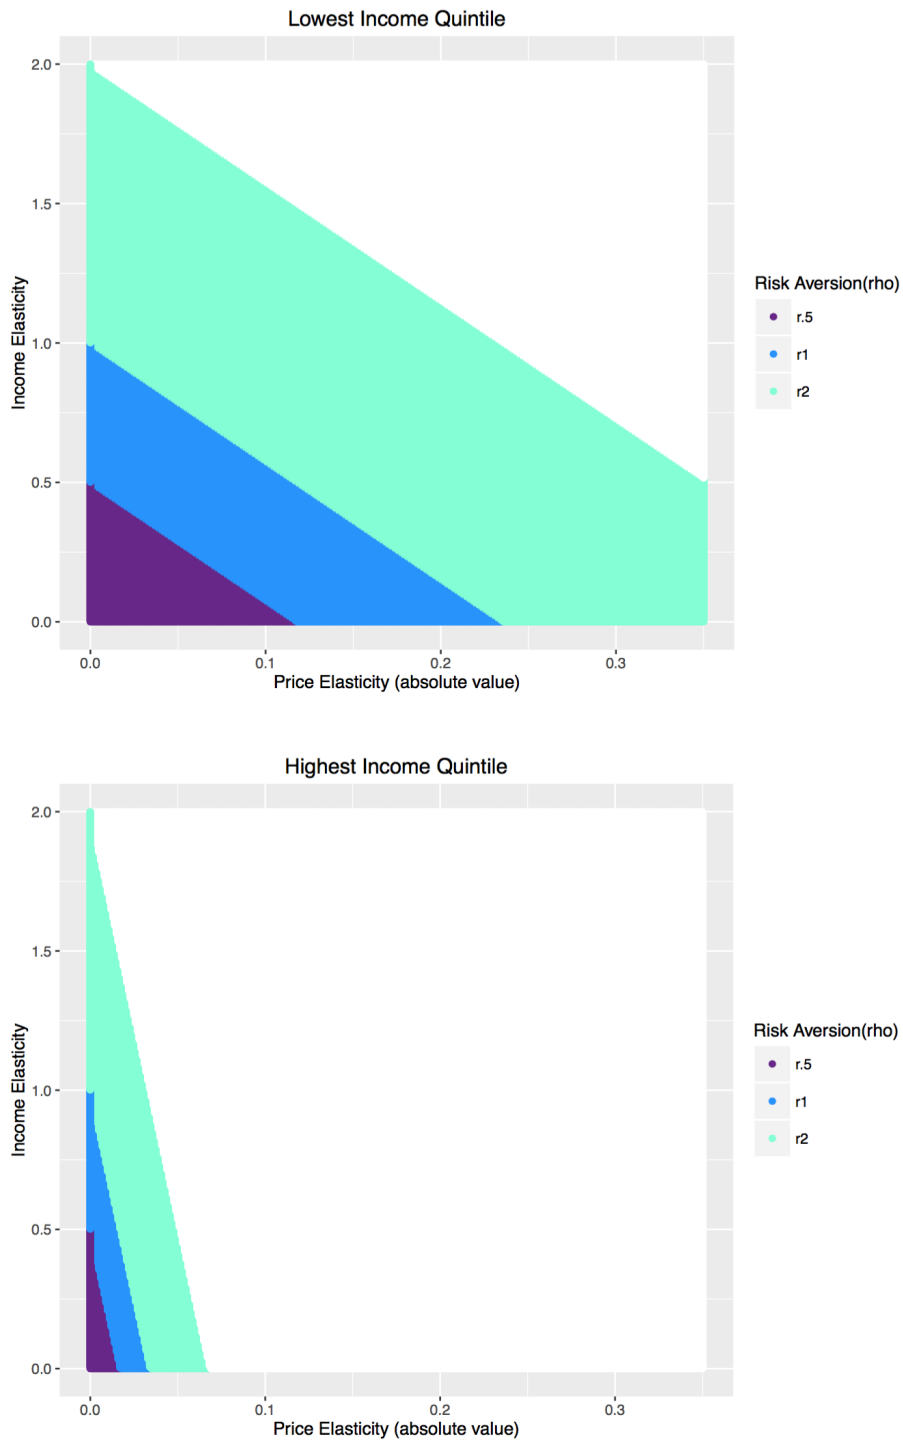 Lowest Income Quintile
2.0
1.5
1.0
0.5
0.0
Income Elasticity
0.0 0.1 0.2 0.3
Price Elasticity (absolute value)
Risk Aversion(rho)
r.5
r1
r2
Highest Income Quintile
2.0
1.5
1.0
0.5
0.0
Income Elasticity
0.0 0.1 0.2 0.3
Price Elasticity (absolute value)
Risk Aversion(rho)
r.5
r1
r2